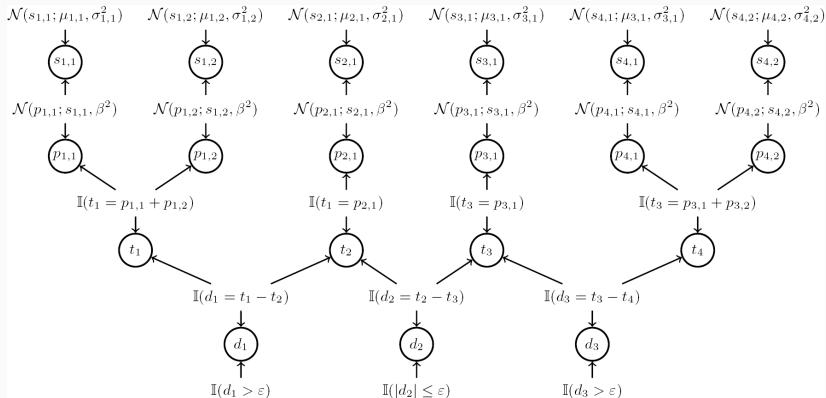 𝒩(s₁,₁; μ₁,₁, σ²₁,₁) 𝒩(s₁,₂; μ₁,₂, σ²₁,₂) 𝒩(s₂,₁; μ₂,₁, σ²₂,₁) 𝒩(s₃,₁; μ₃,₁, σ²₃,₁) 𝒩(s₄,₁; μ₃,₁, σ²₃,₁) 𝒩(s₄,₂; μ₄,₂, σ²₄,₂)
s₁,₁ s₁,₂ s₂,₁ s₃,₁ s₄,₁ s₄,₂
𝒩(p₁,₁; s₁,₁, β²) 𝒩(p₁,₂; s₁,₂, β²) 𝒩(p₂,₁; s₂,₁, β²) 𝒩(p₃,₁; s₃,₁, β²) 𝒩(p₄,₁; s₄,₁, β²) 𝒩(p₄,₂; s₄,₂, β²)
p₁,₁ p₁,₂ p₂,₁ p₃,₁ p₄,₁ p₄,₂
𝕀(t₁ = p₁,₁ + p₁,₂) 𝕀(t₁ = p₂,₁) 𝕀(t₃ = p₃,₁) 𝕀(t₃ = p₃,₁ + p₃,₂)
t₁ t₂ t₃ t₄
𝕀(d₁ = t₁ − t₂) 𝕀(d₂ = t₂ − t₃) 𝕀(d₃ = t₃ − t₄)
d₁ d₂ d₃
𝕀(d₁ > ε) 𝕀(|d₂| ≤ ε) 𝕀(d₃ > ε)